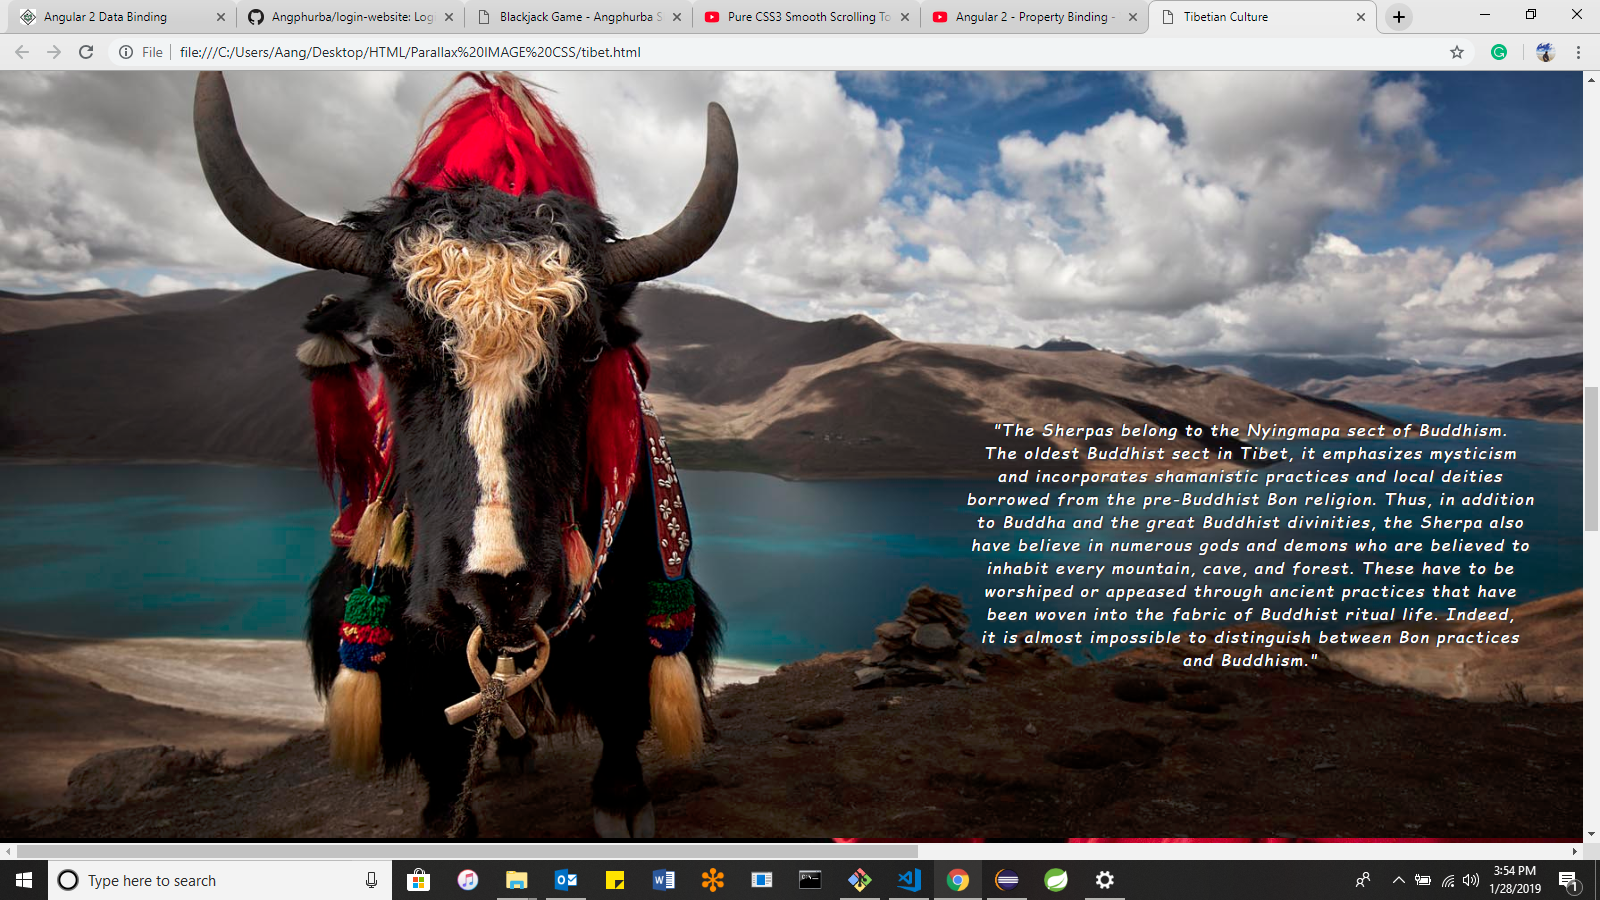 Angular 2 Data Binding
Angphurba/login-website: Logi
Blackjack Game - Angphurba S
Pure CSS3 Smooth Scrolling To
Angular 2 - Property Binding -
Tibetian Culture
File
file:///C:/Users/Aang/Desktop/HTML/Parallax%20IMAGE%20CSS/tibet.html
"The Sherpas belong to the Nyingmapa sect of Buddhism.
The oldest Buddhist sect in Tibet, it emphasizes mysticism
and incorporates shamanistic practices and local deities
borrowed from the pre-Buddhist Bon religion. Thus, in addition
to Buddha and the great Buddhist divinities, the Sherpa also
have believe in numerous gods and demons who are believed to
inhabit every mountain, cave, and forest. These have to be
worshiped or appeased through ancient practices that have
been woven into the fabric of Buddhist ritual life. Indeed,
it is almost impossible to distinguish between Bon practices
and Buddhism."
Type here to search
3:54 PM
1/28/2019
1